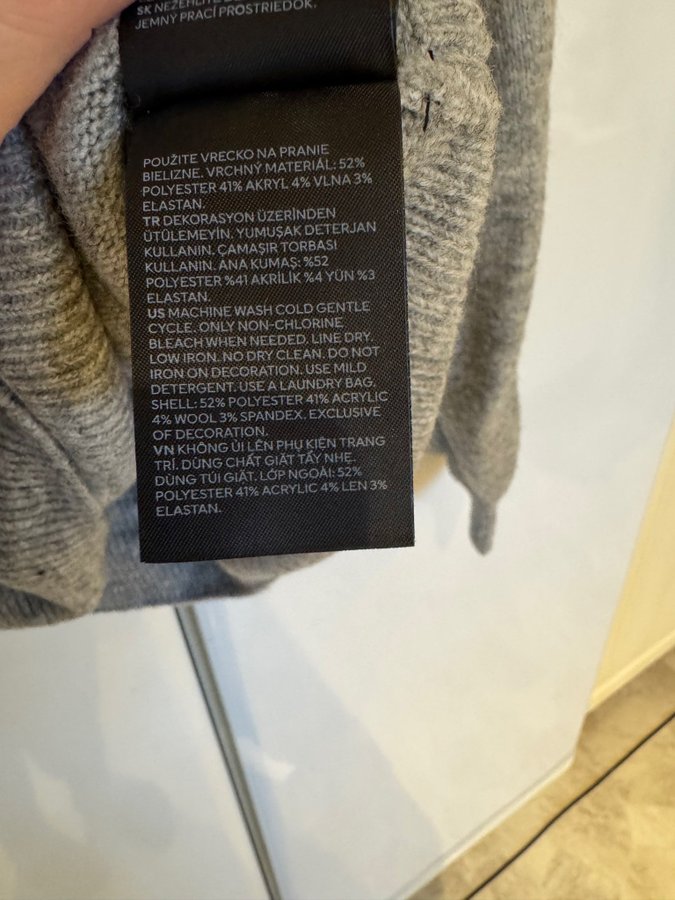 SK NEŽEHLITE
JEMNÝ PRACÍ PROSTRIEDOK.
POUŽITE VRECKO NA PRANIE
BIELIZNE. VRCHNÝ MATERIÁL: 52%
POLYESTER 41% AKRYL 4% VLNA 3%
ELASTAN.
TR DEKORASYON ÜZERİNDEN
ÜTÜLEMEYİN. YUMUŞAK DETERJAN
KULLANIN. ÇAMAŞIR TORBASI
KULLANIN. ANA KUMAŞ: %52
POLYESTER %41 AKRİLİK %4 YÜN %3
ELASTAN.
US MACHINE WASH COLD GENTLE
CYCLE. ONLY NON-CHLORINE
BLEACH WHEN NEEDED. LINE DRY.
LOW IRON. NO DRY CLEAN. DO NOT
IRON ON DECORATION. USE MILD
DETERGENT. USE A LAUNDRY BAG.
SHELL: 52% POLYESTER 41% ACRYLIC
4% WOOL 3% SPANDEX. EXCLUSIVE
OF DECORATION.
VN KHÔNG ỦI LÊN PHỤ KIỆN TRANG
TRÍ. DÙNG CHẤT GIẶT TẨY NHẸ.
DÙNG TÚI GIẶT. LỚP NGOÀI: 52%
POLYESTER 41% ACRYLIC 4% LEN 3%
ELASTAN.